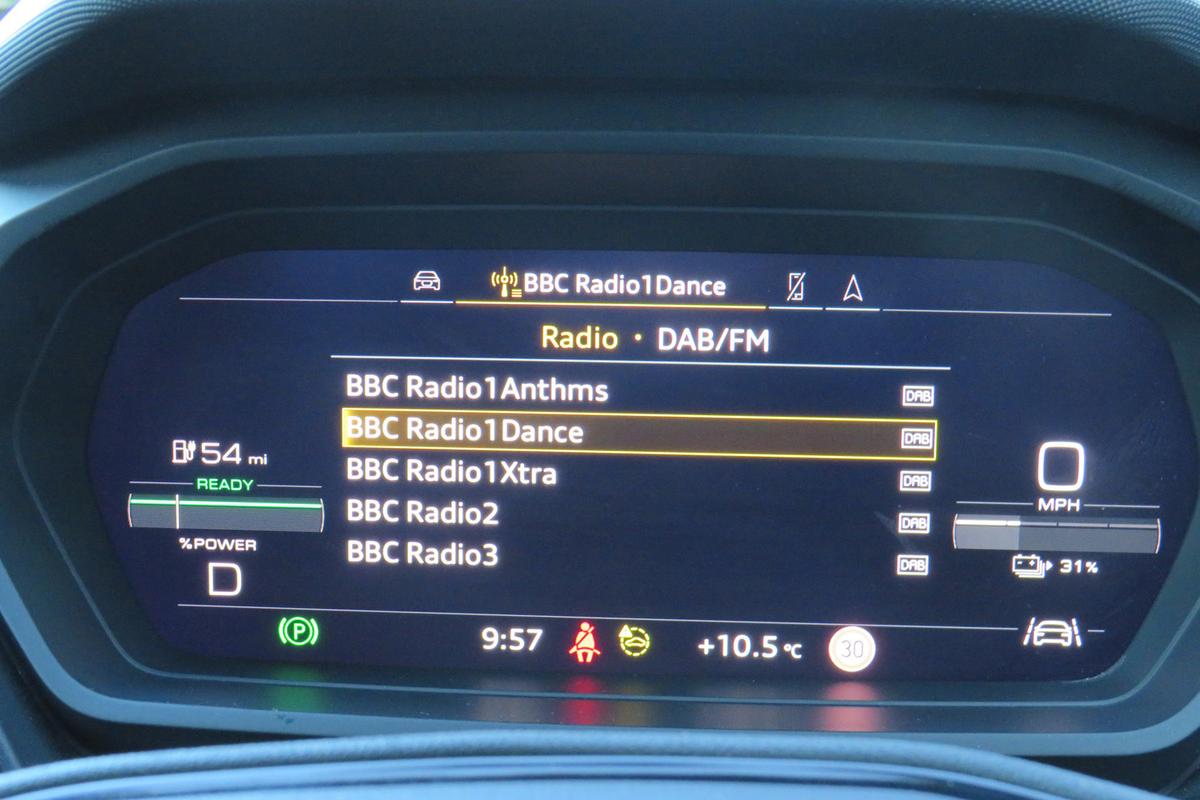 BBC Radio1Dance
Radio • DAB/FM
BBC Radio1Anthms DAB
BBC Radio1Dance DAB
BBC Radio1Xtra DAB
BBC Radio2 DAB
BBC Radio3 DAB
54 mi
READY
%POWER
D
0
MPH
31%
P
9:57
+10.5 °C
30